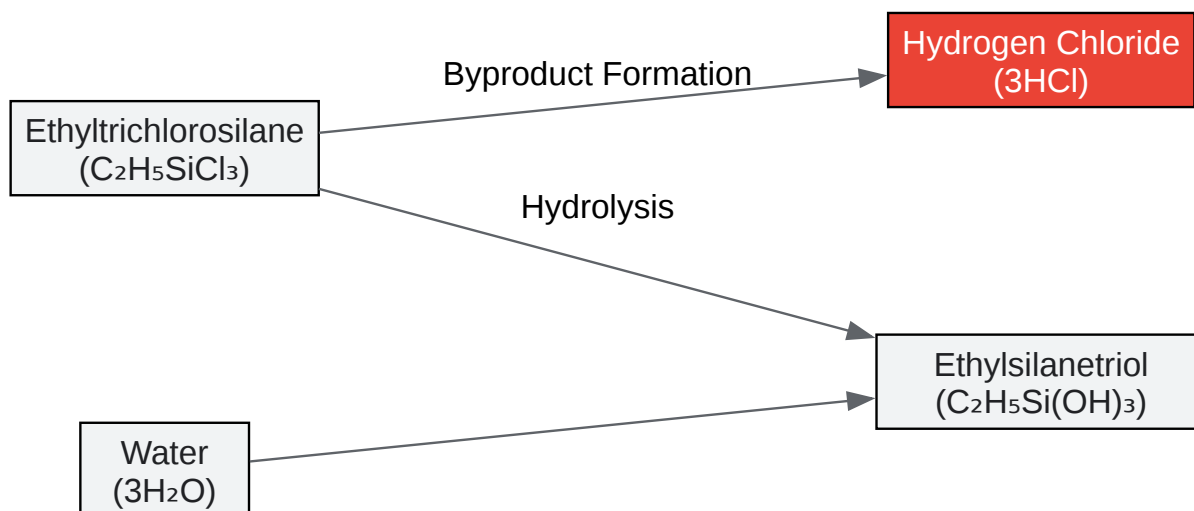 Hydrogen Chloride
(3HCl)
Byproduct Formation
Ethyltrichlorosilane
(C₂H₅SiCl₃)
Hydrolysis
Ethylsilanetriol
(C₂H₅Si(OH)₃)
Water
(3H₂O)